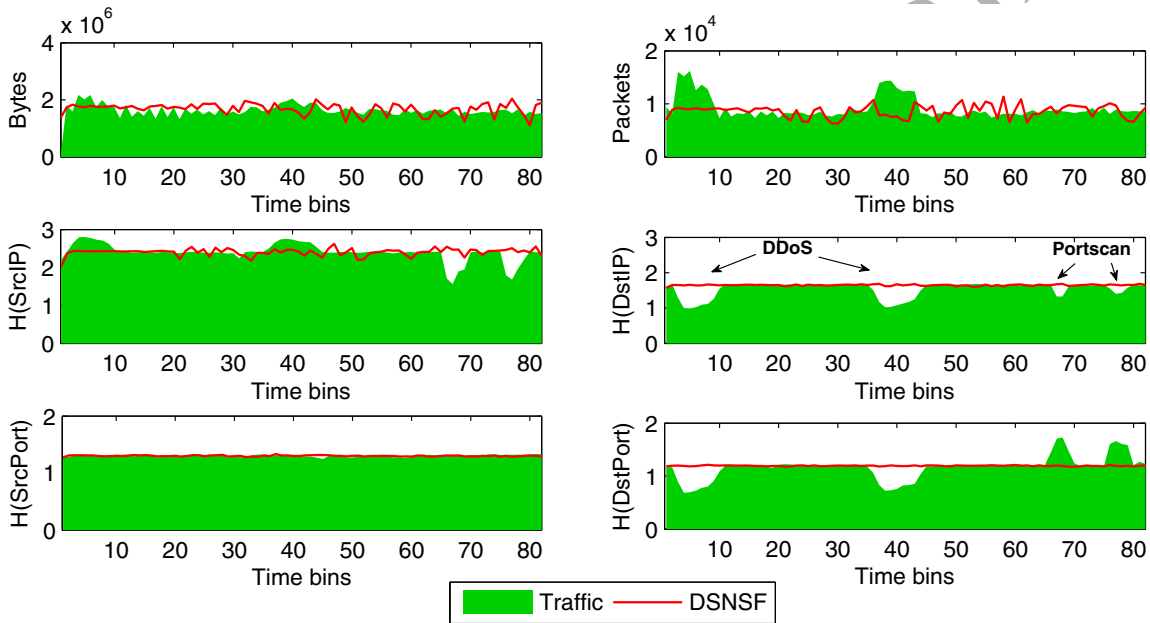 x 10^6
Bytes
4
2
0
10 20 30 40 50 60 70 80
Time bins
x 10^4
Packets
2
1
0
10 20 30 40 50 60 70 80
Time bins
H(SrcIP)
3
2
1
0
10 20 30 40 50 60 70 80
Time bins
H(DstIP)
3
2
1
0
DDoS
Portscan
10 20 30 40 50 60 70 80
Time bins
H(SrcPort)
2
1
0
10 20 30 40 50 60 70 80
Time bins
H(DstPort)
2
1
0
10 20 30 40 50 60 70 80
Time bins
Traffic DSNSF